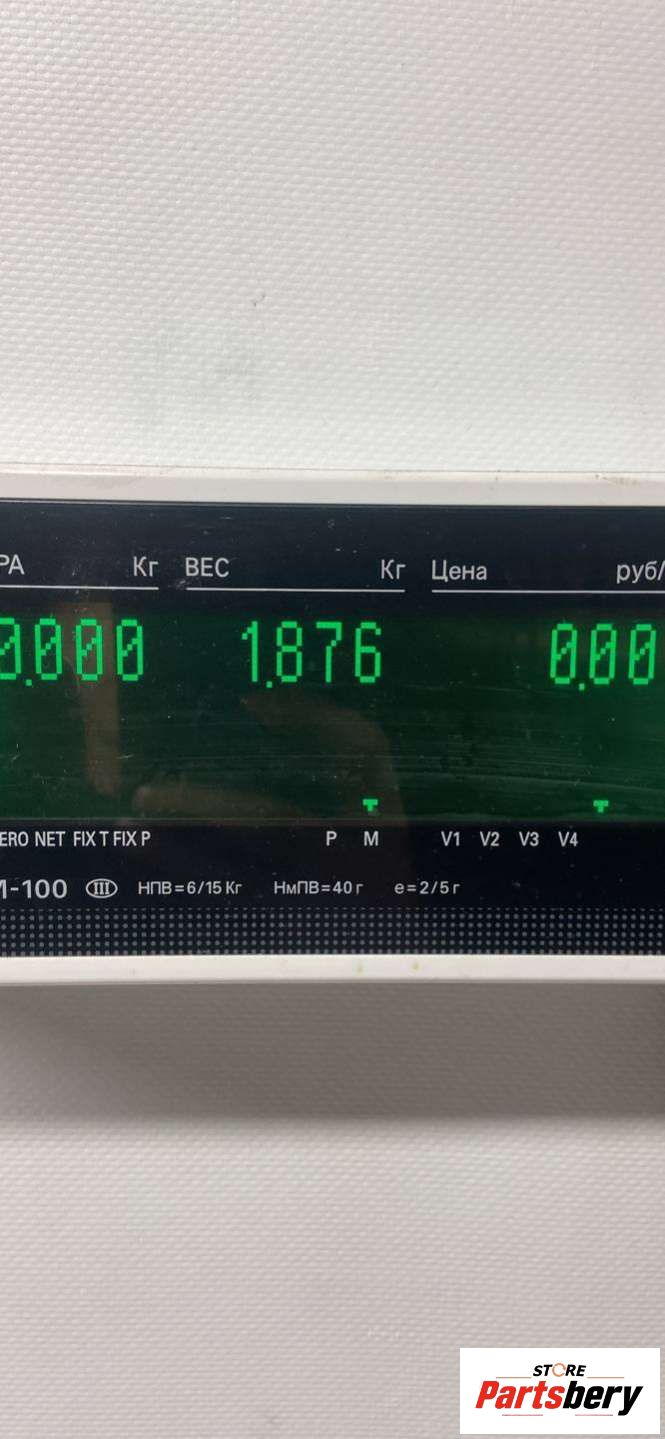 РА Кг ВЕС Кг Цена руб/
0.000 1.876 0.00
ERO NET FIX T FIX P P M V1 V2 V3 V4
М-100 III НПВ=6/15 Кг НмПВ=40 г e=2/5 г
STORE
Partsbery